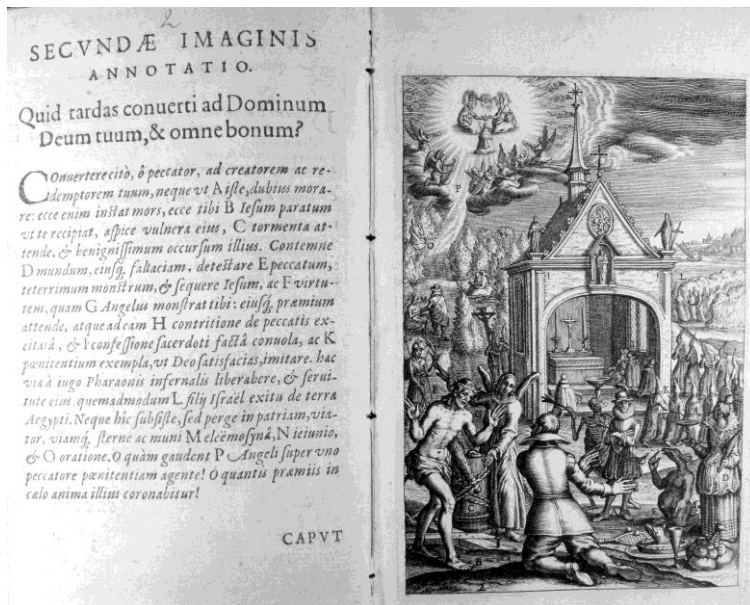 2
SECVNDÆ IMAGINIS
ANNOTATIO.
Quid tardas conuerti ad Dominum
Deum tuum, & omne bonum?
COnuertere citò, ô peccator, ad creatorem ac re-
demptorem tuum, neque vt A iste, dubius mora-
re: ecce enim instat mors, ecce tibi B Iesum paratum
vt te recipiat, aspice vulnera eius, C tormenta at-
tende, & benignissimum occursum illius. Contemne
D mundum, eiusq́; fallaciam, detestare E peccatum,
teterrimum monstrum, & sequere Iesum, ac F virtu-
tem, quam G Angelus monstrat tibi: eiusq́; præmium
attende, atque ad eam H contritione de peccatis ex-
citatâ, & I confessione sacerdoti factâ conuola, ac K
pœnitentium exempla, vt Deo satisfacias, imitare. hac
viâ à iugo Pharaonis infernalis liberabere, & serui-
tute eius quemadmodum L filij Israël exitu de terra
Aegypti. Neque hîc subsiste, sed perge in patriam, via-
tor, viamq́; sterne ac muni M eleëmosynâ, N ieiunio,
& O oratione. O quàm gaudent P Angeli super vno
peccatore pœnitentiam agente! O quantis præmiis in
cælo anima illius coronabitur!
CAPVT
P
O
I
L
M
G
D
B